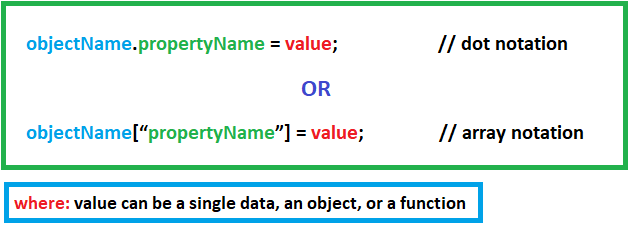 objectName.propertyName = value; // dot notation
OR
objectName[“propertyName”] = value; // array notation
where: value can be a single data, an object, or a function